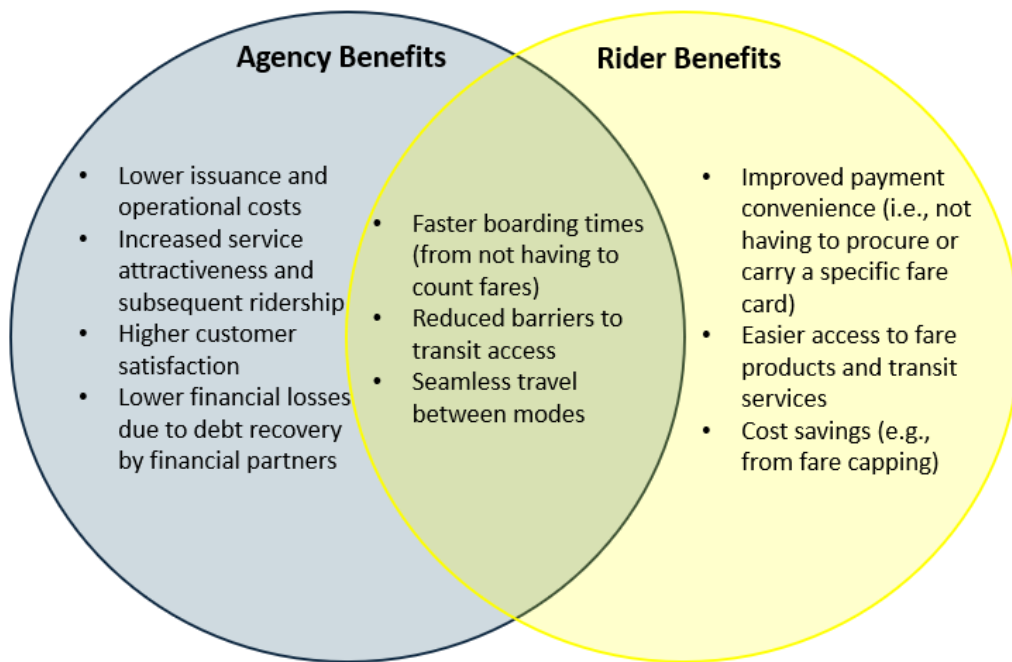 Agency Benefits
• Lower issuance and
operational costs
• Increased service
attractiveness and
subsequent ridership
• Higher customer
satisfaction
• Lower financial losses
due to debt recovery
by financial partners
• Faster boarding times
(from not having to
count fares)
• Reduced barriers to
transit access
• Seamless travel
between modes
Rider Benefits
• Improved payment
convenience (i.e., not
having to procure or
carry a specific fare
card)
• Easier access to fare
products and transit
services
• Cost savings (e.g.,
from fare capping)